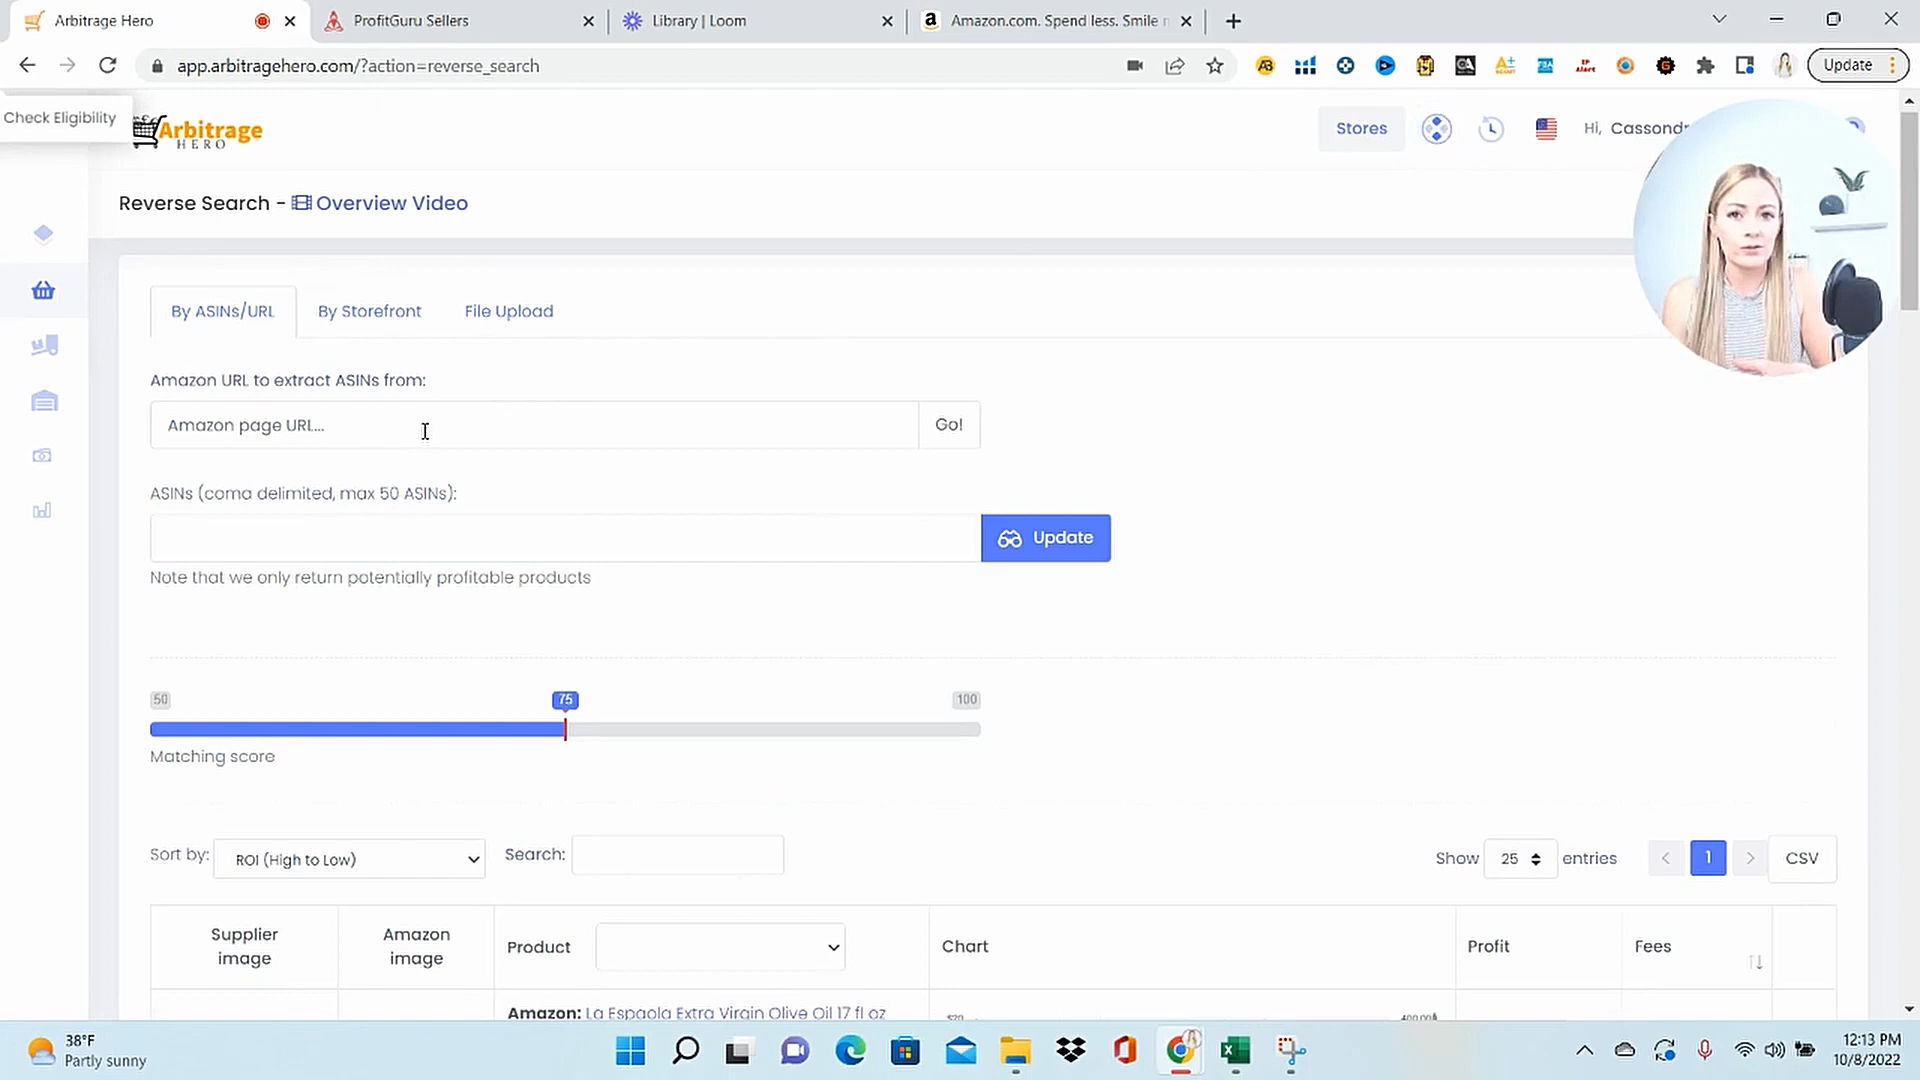 Arbitrage Hero
ProfitGuru Sellers
Library | Loom
Amazon.com. Spend less. Smile
app.arbitragehero.com/?action=reverse_search
Update
Check Eligibility
Arbitrage
HERO
Stores
Hi, Cassondr
Reverse Search - Overview Video
By ASINs/URL
By Storefront
File Upload
Amazon URL to extract ASINs from:
Amazon page URL...
Go!
ASINs (coma delimited, max 50 ASINs):
Update
Note that we only return potentially profitable products
50
75
100
Matching score
Sort by: ROI (High to Low)
Search:
Show 25 entries
1
CSV
Supplier image
Amazon image
Product
Chart
Profit
Fees
Amazon: La Espaola Extra Virgin Olive Oil 17 fl oz
38°F
Partly sunny
12:13 PM
10/8/2022